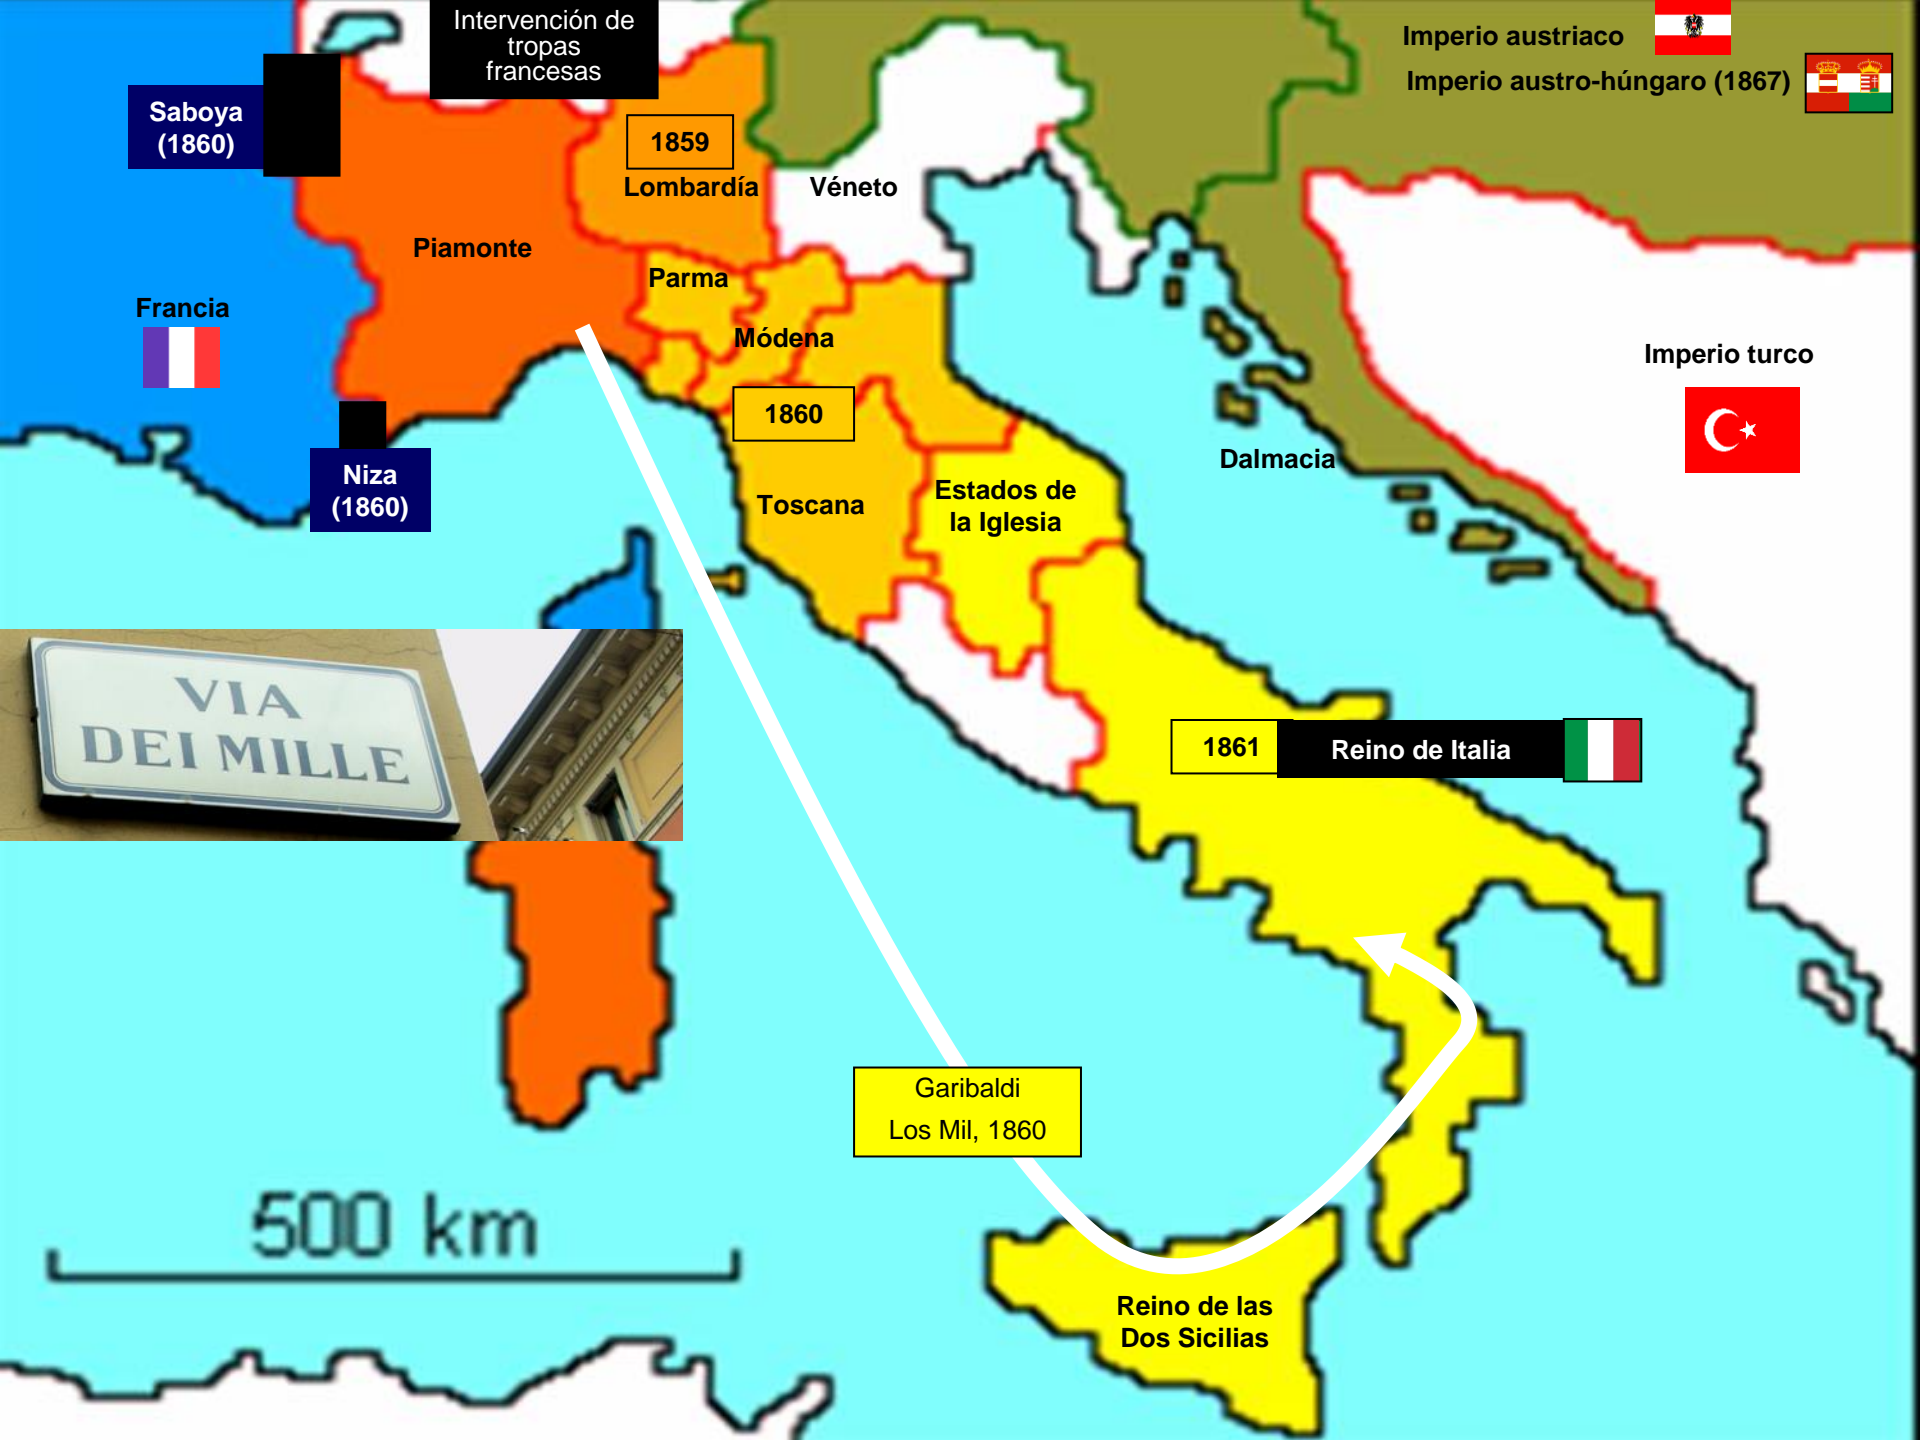 Intervención de
tropas
francesas
Imperio austriaco
Imperio austro-húngaro (1867)
Saboya
(1860)
1859
Lombardía
Véneto
Piamonte
Parma
Francia
Módena
Imperio turco
1860
Dalmacia
Niza
(1860)
Toscana
Estados de
la Iglesia
VIA
DEI MILLE
1861
Reino de Italia
Garibaldi
Los Mil, 1860
500 km
Reino de las
Dos Sicilias